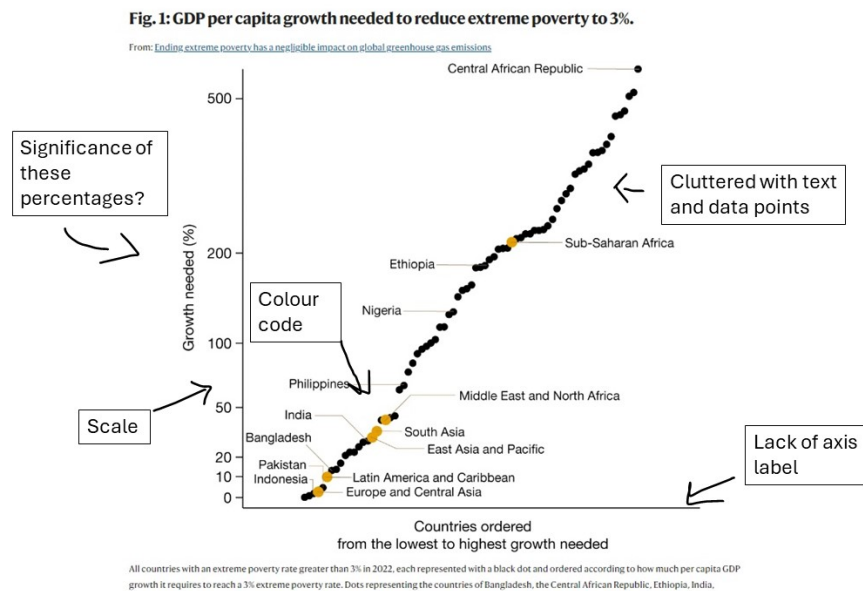 Fig. 1: GDP per capita growth needed to reduce extreme poverty to 3%.
From: Ending extreme poverty has a negligible impact on global greenhouse gas emissions
Central African Republic
500
Significance of
these
percentages?
Cluttered with text
and data points
Growth needed (%)
200
Sub-Saharan Africa
Ethiopia
Colour
code
Nigeria
100
Philippines
Middle East and North Africa
50
Scale
India
South Asia
Bangladesh
East Asia and Pacific
Lack of axis
label
20
Pakistan
10
Latin America and Caribbean
Indonesia
0
Europe and Central Asia
Countries ordered
from the lowest to highest growth needed
All countries with an extreme poverty rate greater than 3% in 2022, each represented with a black dot and ordered according to how much per capita GDP
growth it requires to reach a 3% extreme poverty rate. Dots representing the countries of Bangladesh, the Central African Republic, Ethiopia, India,